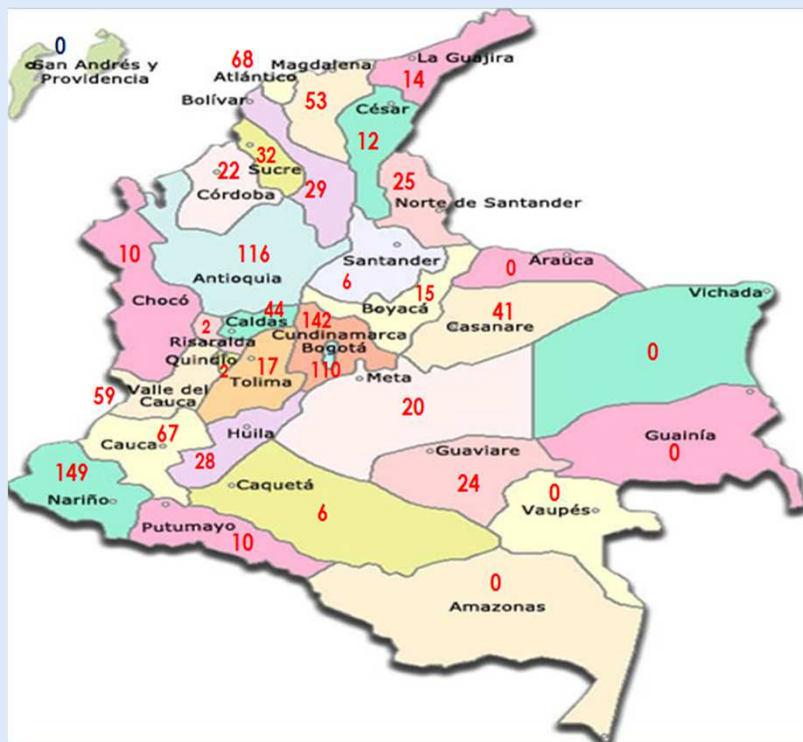 0
San Andrés y
Providencia
68
Atlántico
Magdalena
La Guajira
14
Bolívar
53
César
12
32
Sucre
22
Córdoba
29
25
Norte de Santander
10
Chocó
116
Antioquia
Santander
6
0
Arauca
15
Boyacá
41
Casanare
Vichada
0
44
Caldas
2
Risaralda
142
Cundinamarca
Bogotá
110
Quindío
2
17
Tolima
Meta
20
59
Valle del
Cauca
67
Cauca
Huila
28
Guaviare
24
Guainía
0
149
Nariño
Caquetá
6
0
Vaupés
Putumayo
10
0
Amazonas